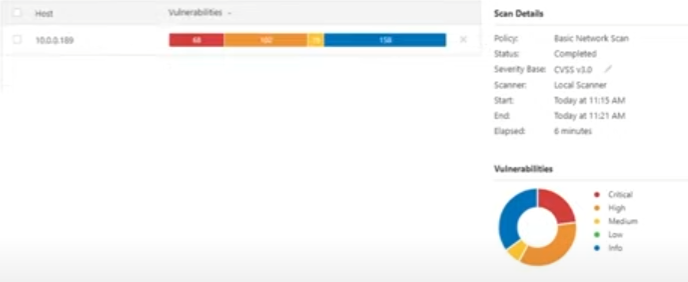 Host Vulnerabilities
10.0.0.189 68 102 158
Scan Details
Policy: Basic Network Scan
Status: Completed
Severity Base: CVSS v3.0
Scanner: Local Scanner
Start: Today at 11:15 AM
End: Today at 11:21 AM
Elapsed: 6 minutes
Vulnerabilities
Critical
High
Medium
Low
Info